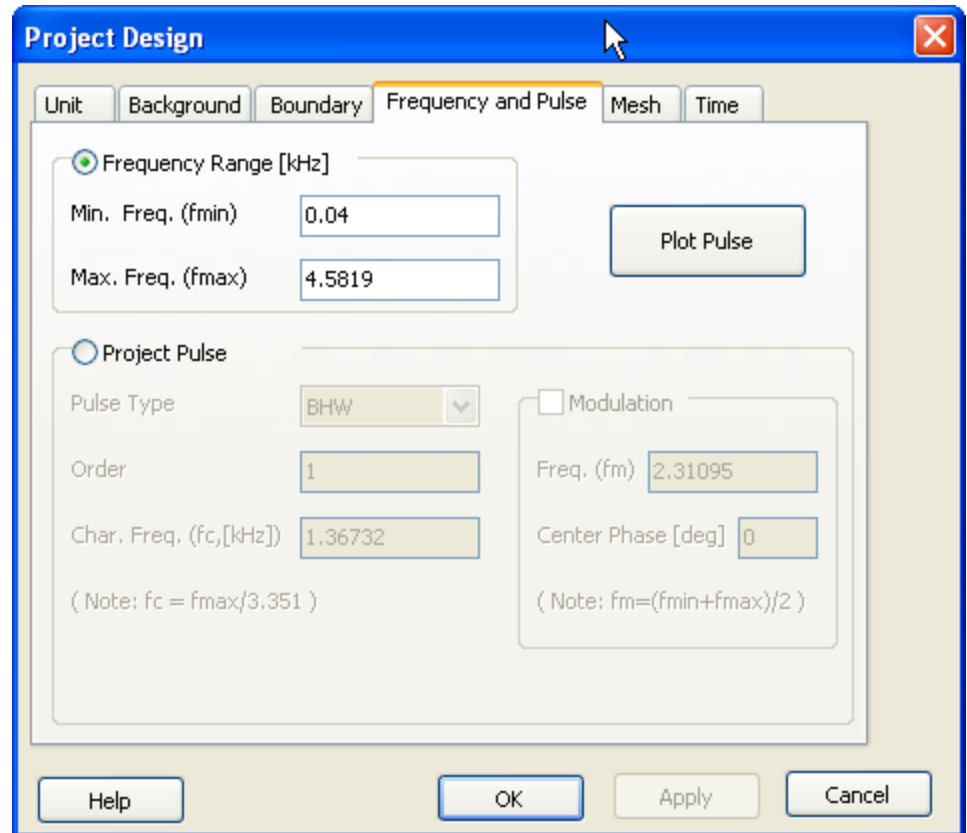 Project Design
Unit Background Boundary Frequency and Pulse Mesh Time
Frequency Range [kHz]
Min. Freq. (fmin) 0.04
Plot Pulse
Max. Freq. (fmax) 4.5819
Project Pulse
Pulse Type BHW
Modulation
Order 1
Freq. (fm) 2.31095
Char. Freq. (fc,[kHz]) 1.36732
Center Phase [deg] 0
( Note: fc = fmax/3.351 )
( Note: fm=(fmin+fmax)/2 )
Help OK Apply Cancel